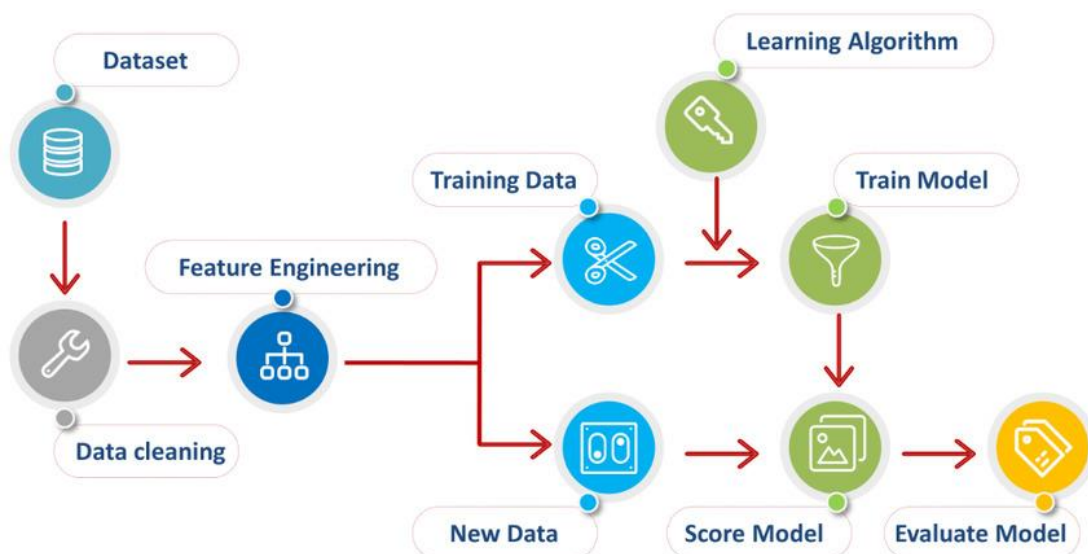 Dataset
Learning Algorithm
Training Data
Train Model
Feature Engineering
Data cleaning
New Data
Score Model
Evaluate Model